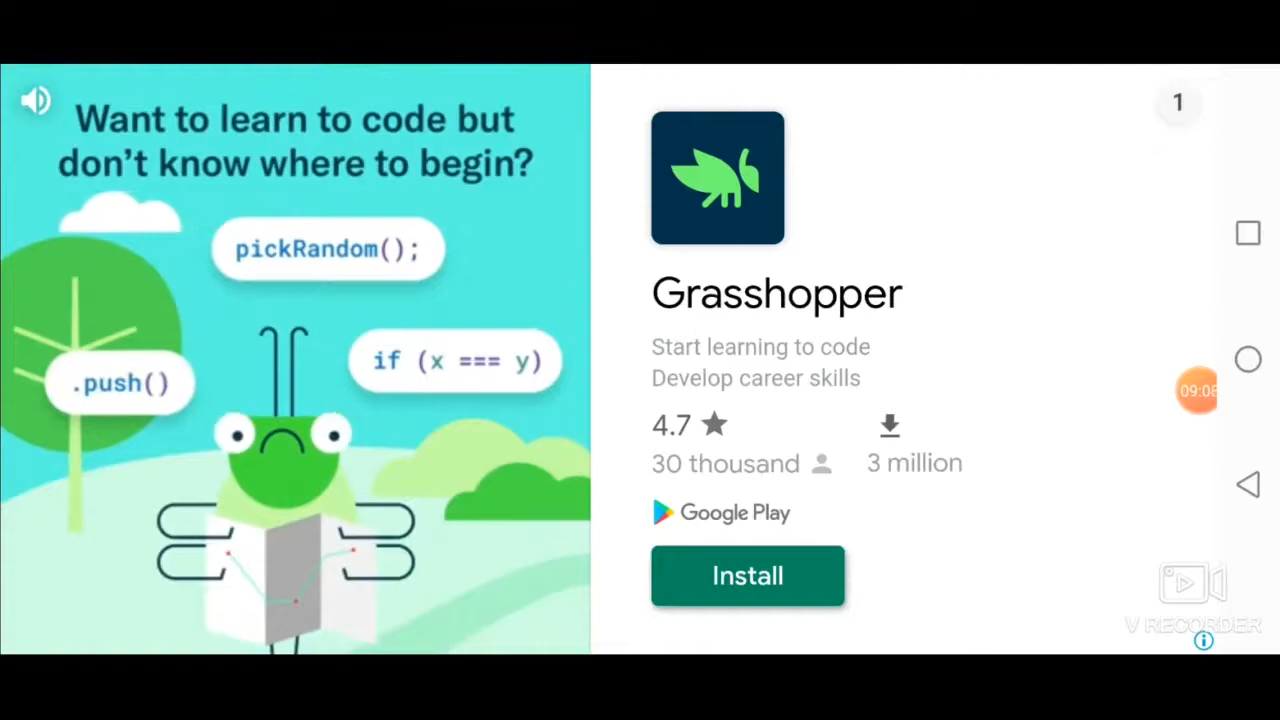 Want to learn to code but
don't know where to begin?
pickRandom();
if (x === y)
.push()
1
Grasshopper
Start learning to code
Develop career skills
4.7 ★
30 thousand
3 million
Google Play
Install
09:08
V RECORDER